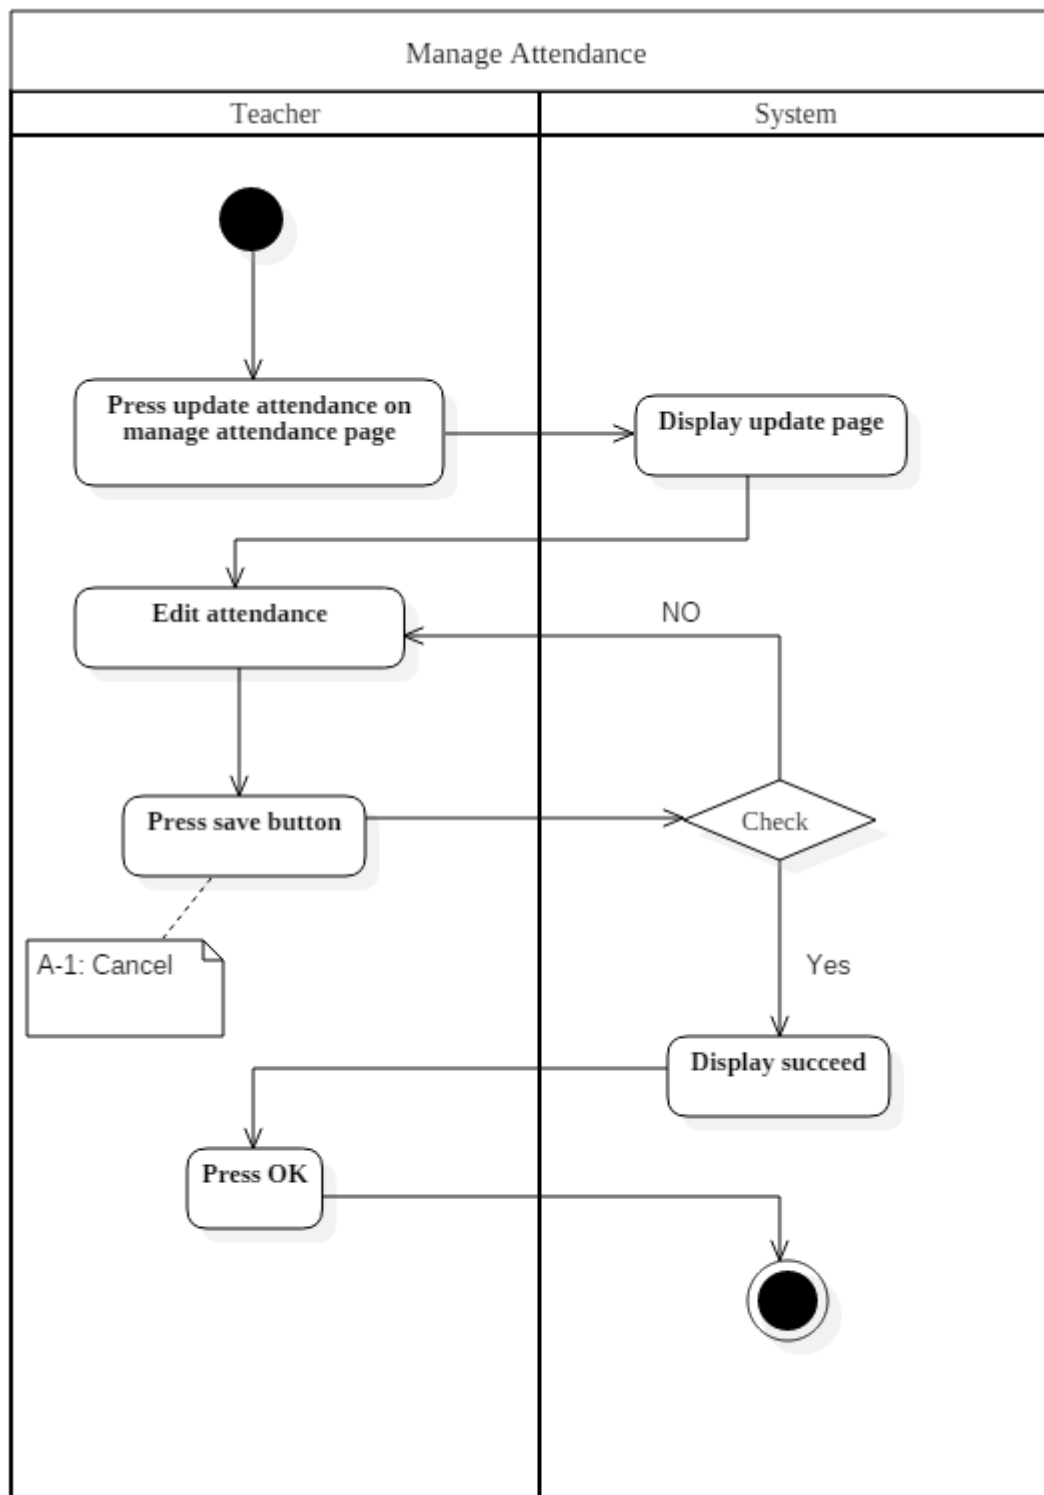 Manage Attendance
Teacher
System
Press update attendance on
manage attendance page
Display update page
Edit attendance
NO
Press save button
Check
A-1: Cancel
Yes
Display succeed
Press OK